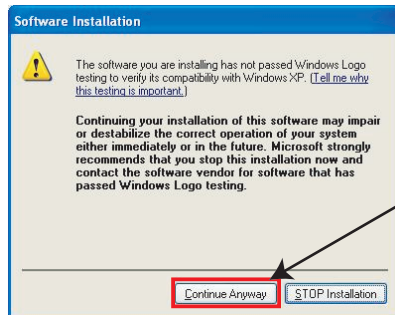 Software Installation
The software you are installing has not passed Windows Logo
testing to verify its compatibility with Windows XP. (Tell me why
this testing is important.)
Continuing your installation of this software may impair
or destabilize the correct operation of your system
either immediately or in the future. Microsoft strongly
recommends that you stop this installation now and
contact the software vendor for software that has
passed Windows Logo testing.
Continue Anyway STOP Installation